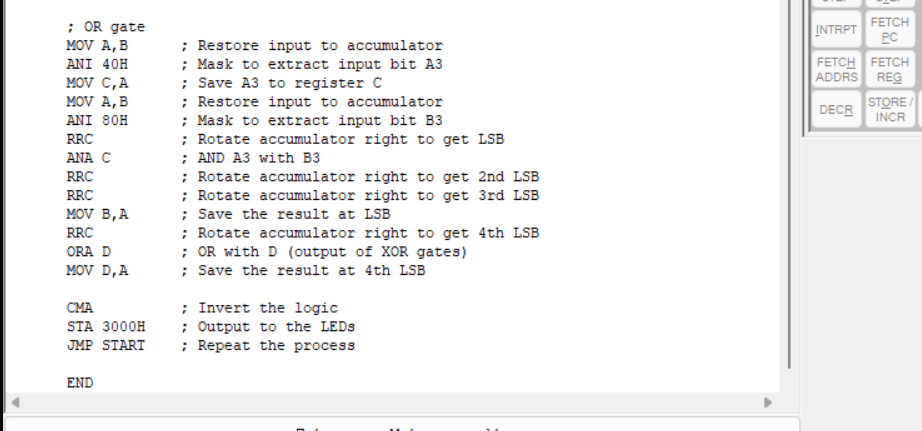 ; OR gate
MOV A,B ; Restore input to accumulator
ANI 40H ; Mask to extract input bit A3
MOV C,A ; Save A3 to register C
MOV A,B ; Restore input to accumulator
ANI 80H ; Mask to extract input bit B3
RRC ; Rotate accumulator right to get LSB
ANA C ; AND A3 with B3
RRC ; Rotate accumulator right to get 2nd LSB
RRC ; Rotate accumulator right to get 3rd LSB
MOV B,A ; Save the result at LSB
RRC ; Rotate accumulator right to get 4th LSB
ORA D ; OR with D (output of XOR gates)
MOV D,A ; Save the result at 4th LSB
CMA ; Invert the logic
STA 3000H ; Output to the LEDs
JMP START ; Repeat the process
END
INTRPT
FETCH PC
FETCH ADDRS
FETCH REG
DECR
STORE/ INCR